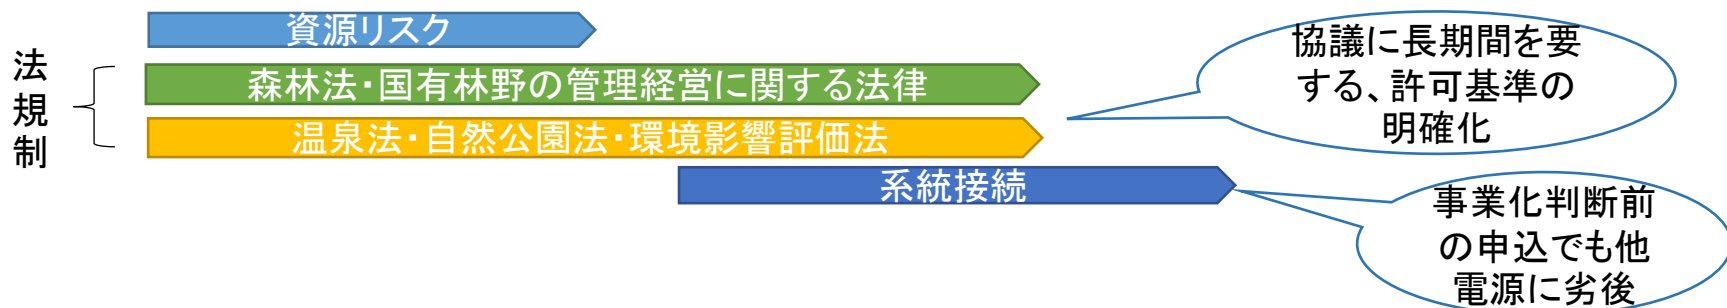 資源リスク
法規制
森林法・国有林野の管理経営に関する法律
温泉法・自然公園法・環境影響評価法
協議に長期間を要
する、許可基準の
明確化
系統接続
事業化判断前
の申込でも他
電源に劣後